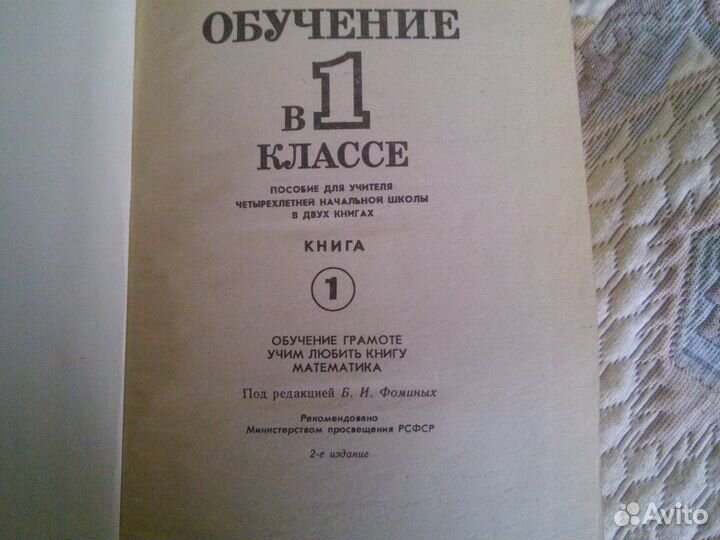 ОБУЧЕНИЕ
В 1
КЛАССЕ
ПОСОБИЕ ДЛЯ УЧИТЕЛЯ
ЧЕТЫРЕХЛЕТНЕЙ НАЧАЛЬНОЙ ШКОЛЫ
В ДВУХ КНИГАХ
КНИГА
1
ОБУЧЕНИЕ ГРАМОТЕ
УЧИМ ЛЮБИТЬ КНИГУ
МАТЕМАТИКА
Под редакцией Б. И. Фоминых
Рекомендовано
Министерством просвещения РСФСР
2-е издание
Avito